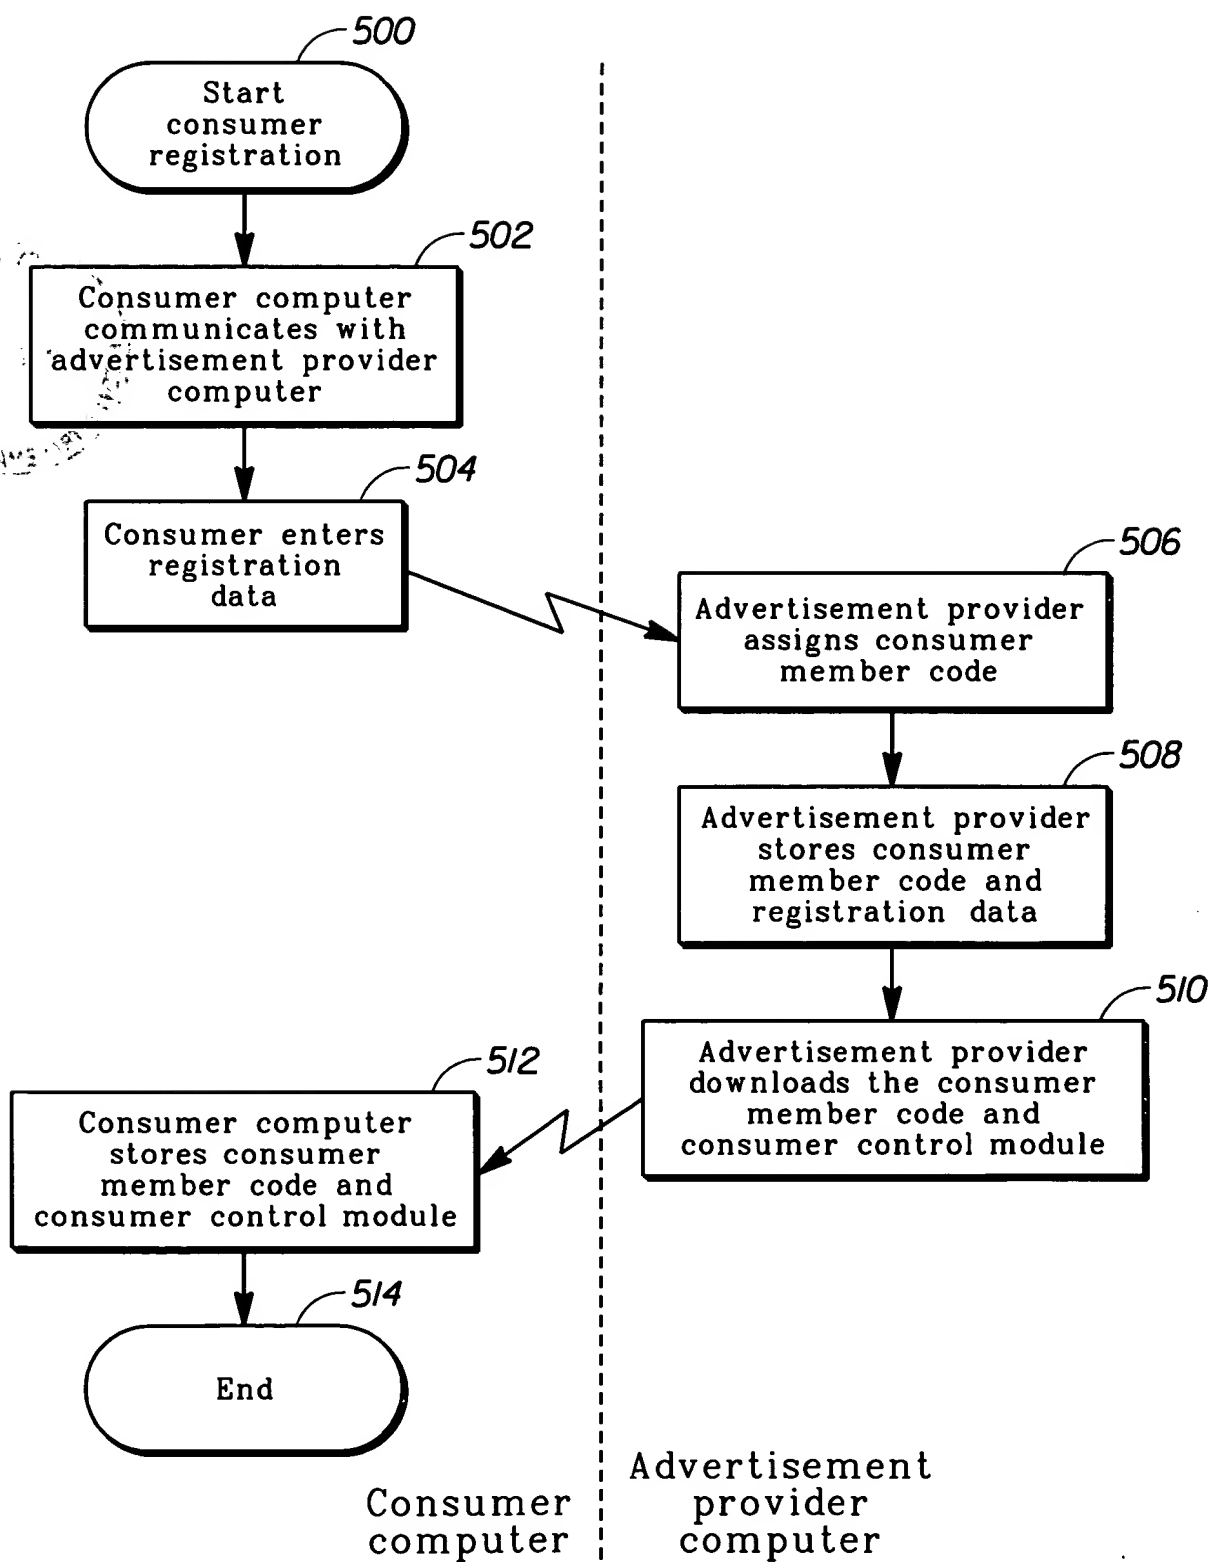 500
Start
consumer
registration
502
Consumer computer
communicates with
advertisement provider
computer
504
Consumer enters
registration
data
506
Advertisement provider
assigns consumer
member code
508
Advertisement provider
stores consumer
member code and
registration data
510
Advertisement provider
downloads the consumer
member code and
consumer control module
512
Consumer computer
stores consumer
member code and
consumer control module
514
End
Consumer
computer
Advertisement
provider
computer